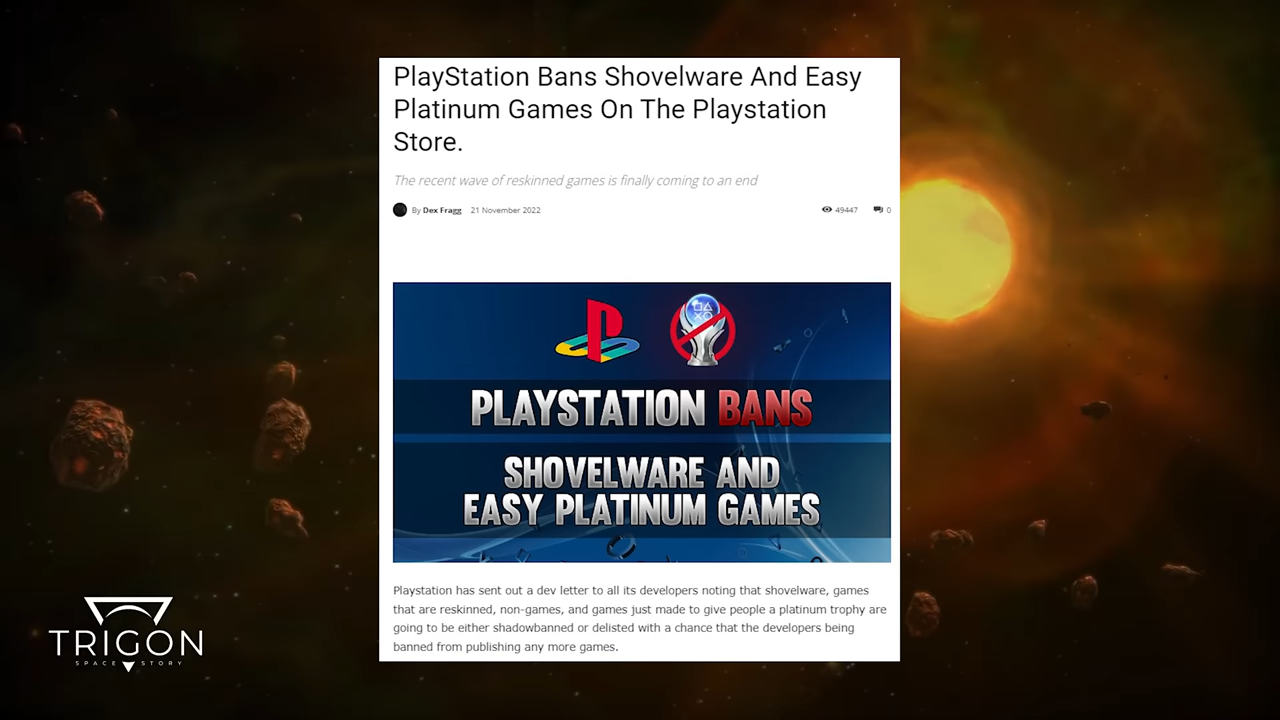 PlayStation Bans Shovelware And Easy
Platinum Games On The Playstation
Store.
The recent wave of reskinned games is finally coming to an end
By Dex Fragg 21 November 2022 49447 0
PLAYSTATION BANS
SHOVELWARE AND
EASY PLATINUM GAMES
Playstation has sent out a dev letter to all its developers noting that shovelware, games
that are reskinned, non-games, and games just made to give people a platinum trophy are
going to be either shadowbanned or delisted with a chance that the developers being
banned from publishing any more games.
TRIGON
SPACE STORY